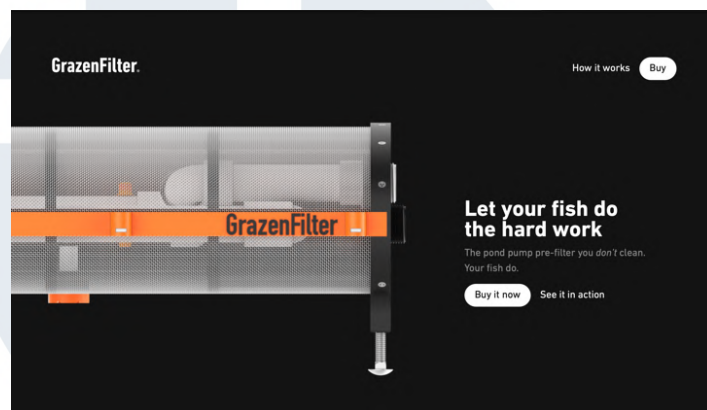 GrazenFilter.
How it works
Buy
GrazenFilter
Let your fish do
the hard work
The pond pump pre-filter you don't clean.
Your fish do.
Buy it now
See it in action